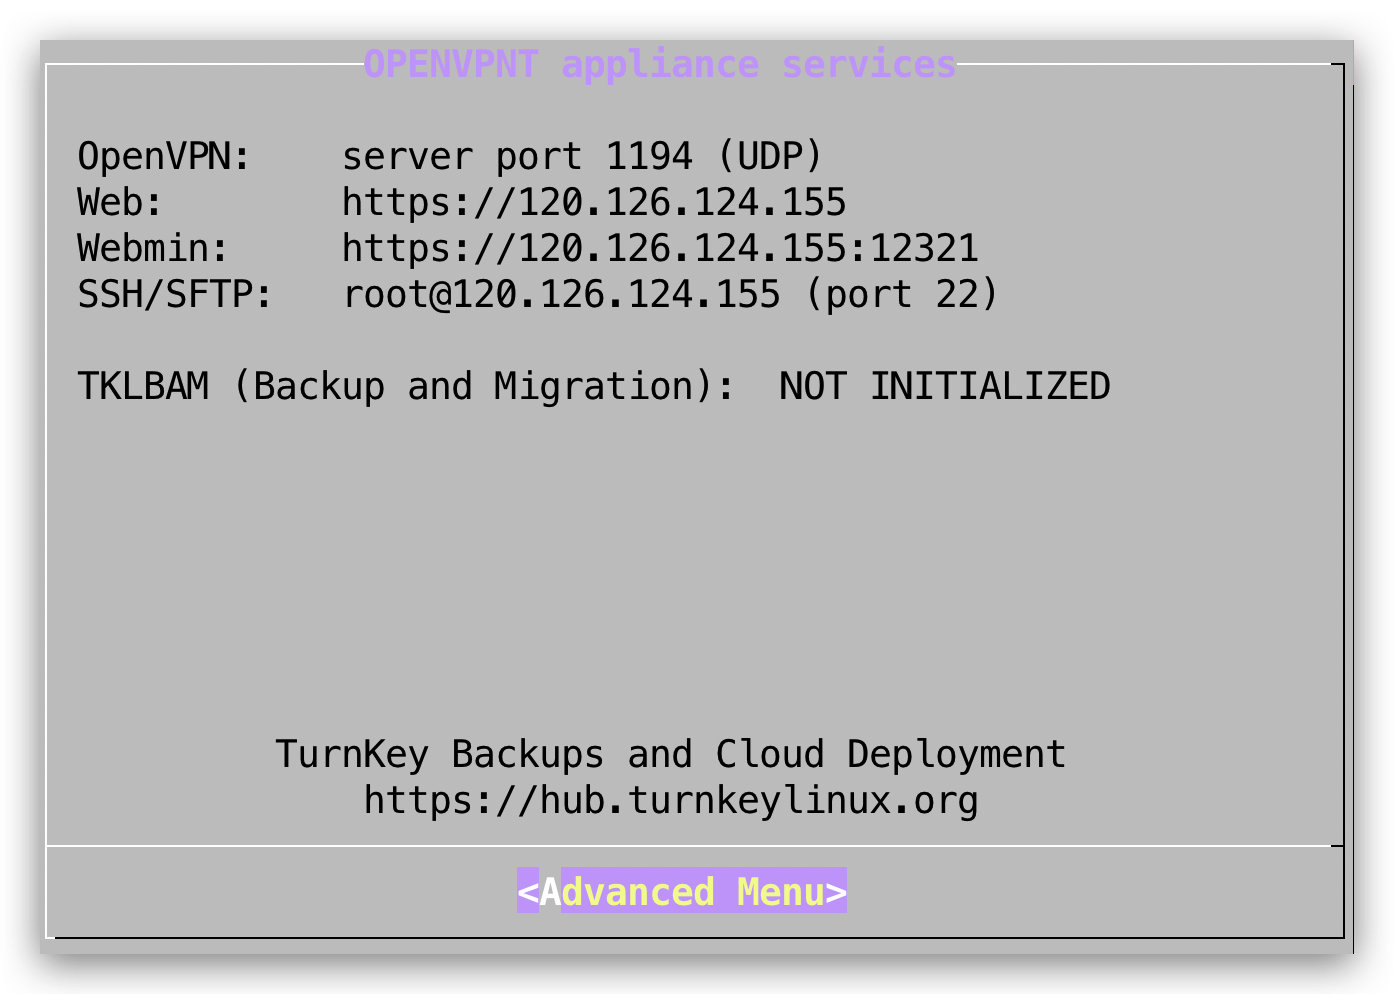 OPENVPNT appliance services
OpenVPN: server port 1194 (UDP)
Web: https://120.126.124.155
Webmin: https://120.126.124.155:12321
SSH/SFTP: root@120.126.124.155 (port 22)
TKLBAM (Backup and Migration): NOT INITIALIZED
TurnKey Backups and Cloud Deployment
https://hub.turnkeylinux.org
<Advanced Menu>